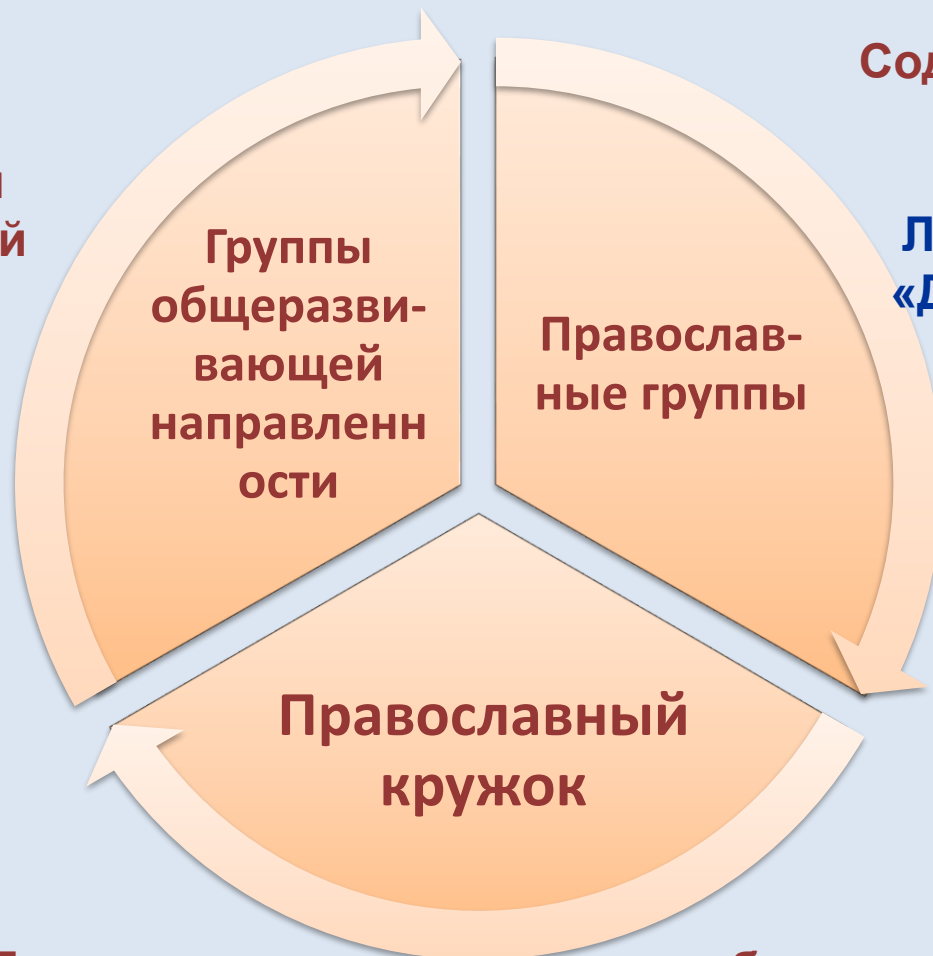 Группы
общеразви-
вающей
направленн
ости
Православ-
ные группы
Православный
кружок